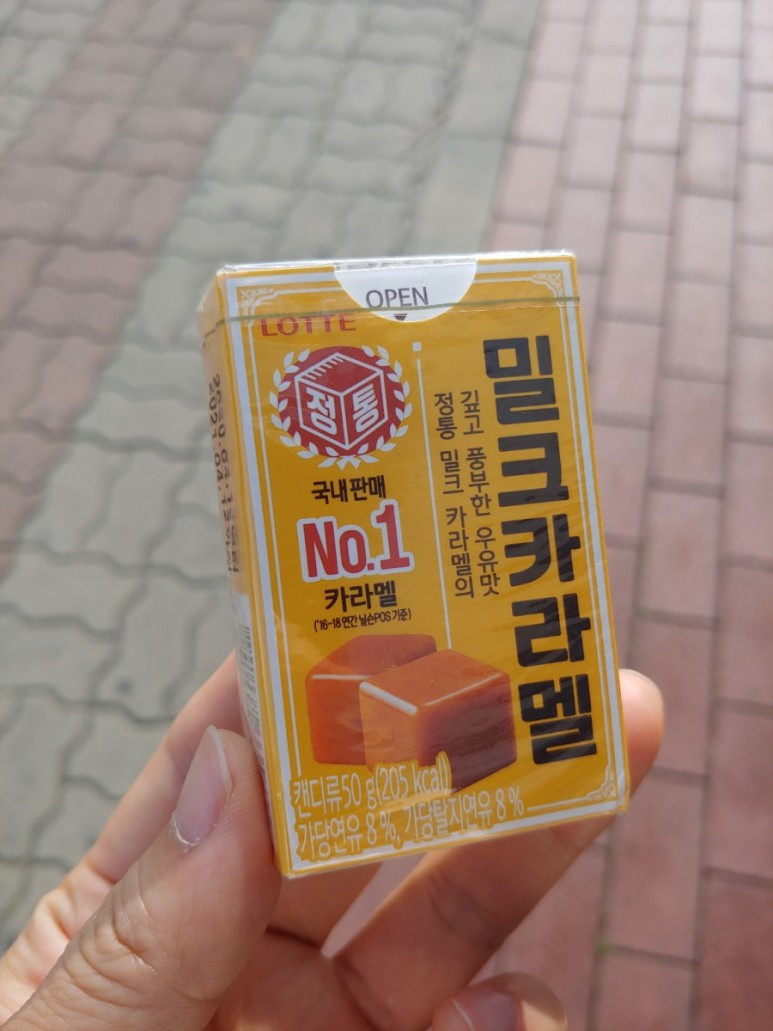 OPEN
LOTTE
정통
국내 판매
No.1
카라멜
('16-18 연간 닐슨POS 기준)
밀크카라멜
깊고 풍부한 우유맛
정통 밀크 카라멜의
캔디류 50 g(205 kcal)
가당연유 8 %, 가당탈지연유 8 %